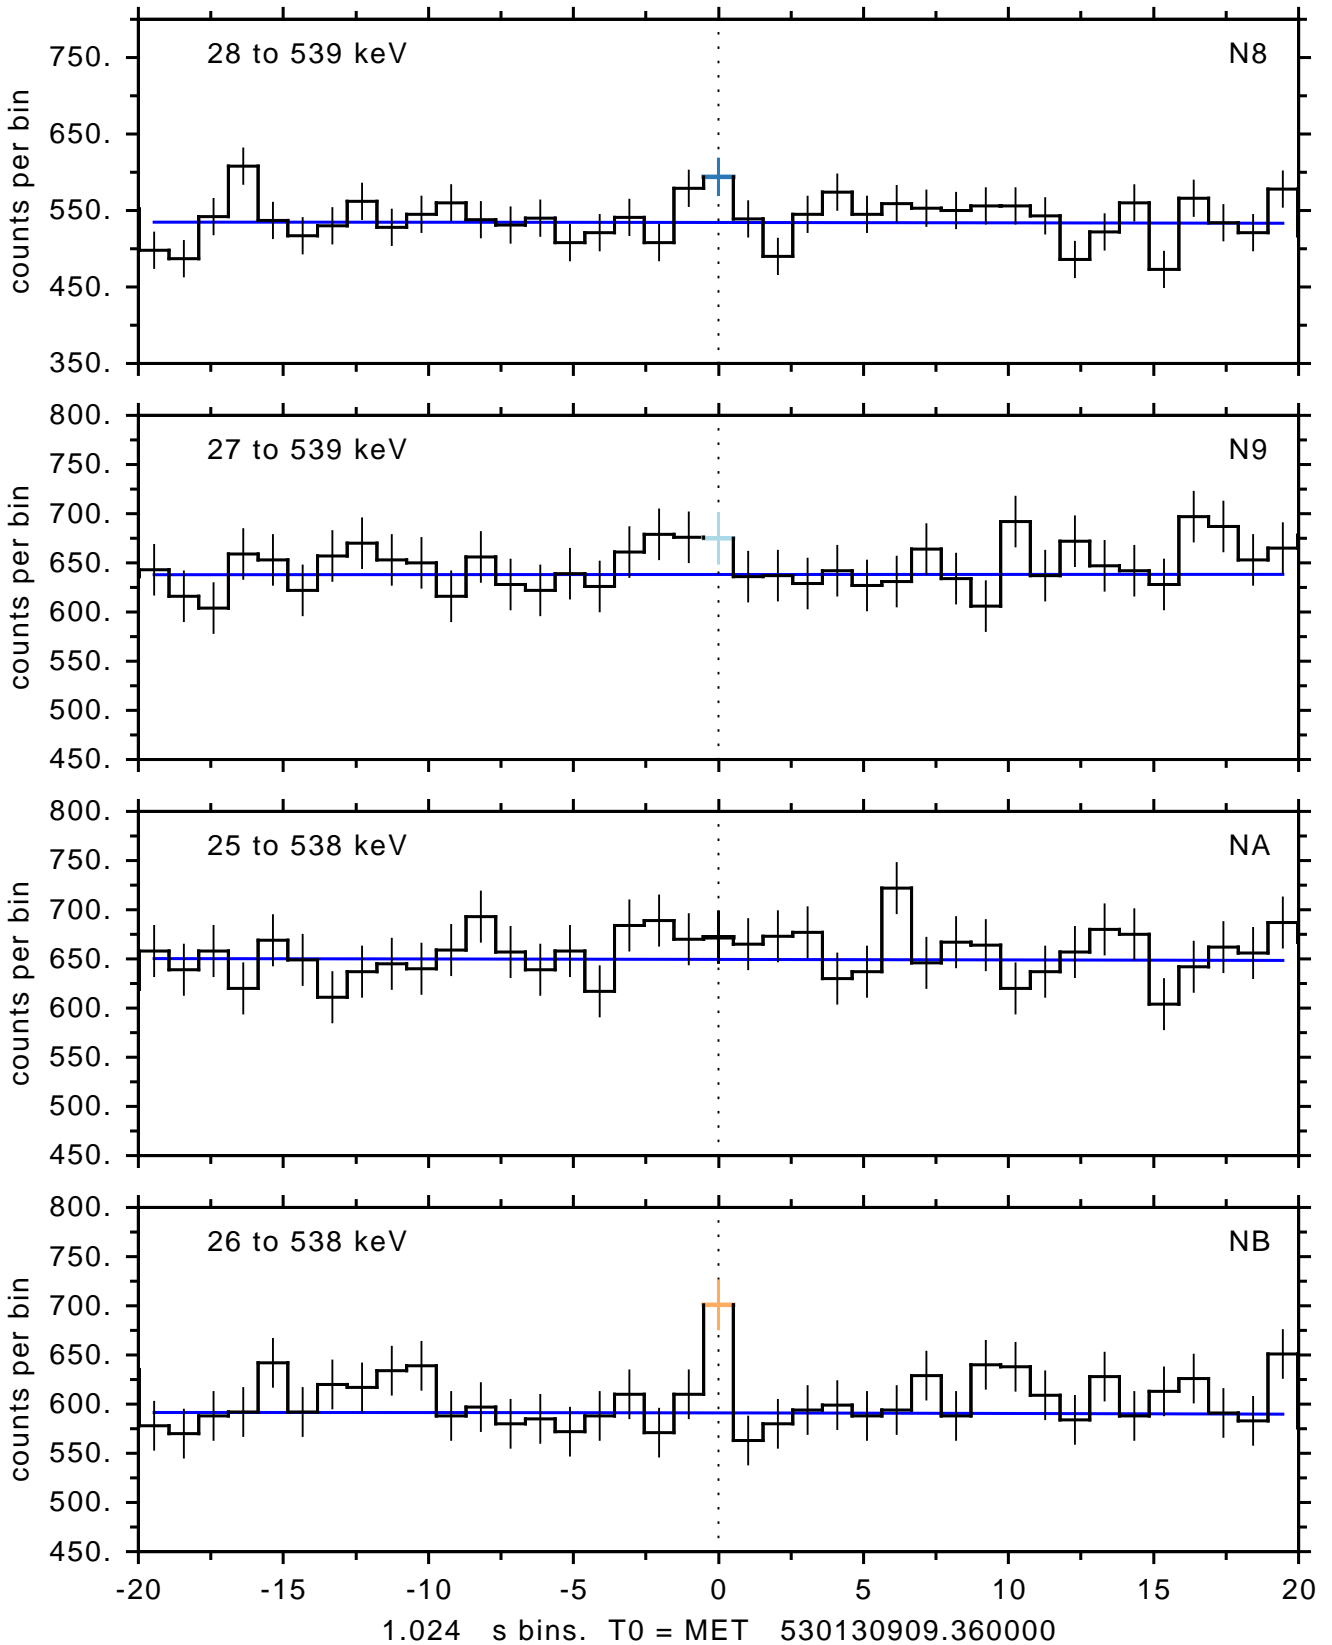 28 to 539 keV N8
counts per bin
750.
650.
550.
450.
350.
27 to 539 keV N9
counts per bin
800.
750.
700.
650.
600.
550.
500.
450.
25 to 538 keV NA
counts per bin
800.
750.
700.
650.
600.
550.
500.
450.
26 to 538 keV NB
counts per bin
800.
750.
700.
650.
600.
550.
500.
450.
-20 -15 -10 -5 0 5 10 15 20
1.024 s bins. T0 = MET 530130909.360000